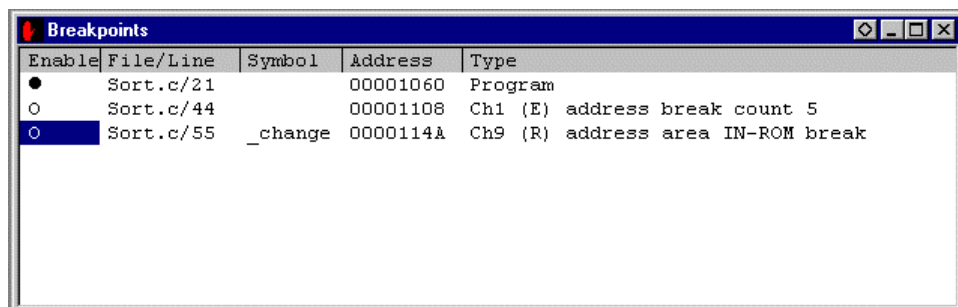 Breakpoints
Enable File/Line Symbol Address Type
Sort.c/21 00001060 Program
Sort.c/44 00001108 Ch1 (E) address break count 5
Sort.c/55 _change 0000114A Ch9 (R) address area IN-ROM break